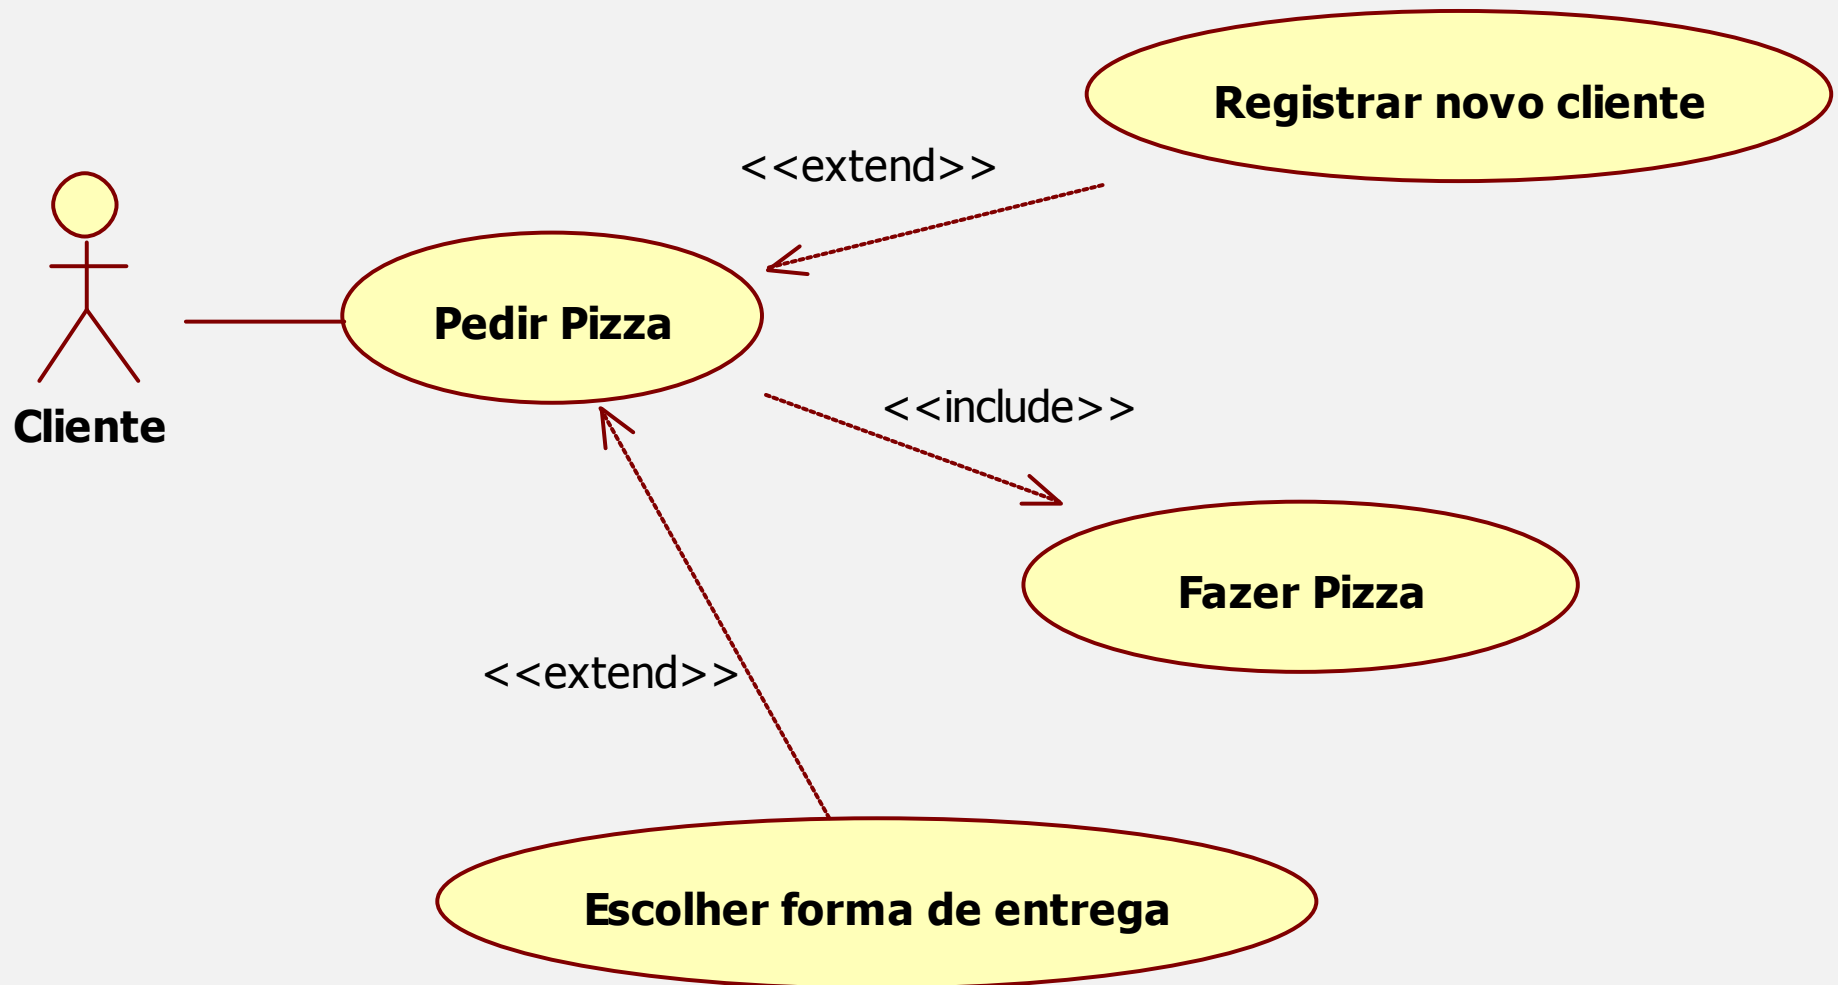 Registrar novo cliente
<<extend>>
Pedir Pizza
<<include>>
Cliente
Fazer Pizza
<<extend>>
Escolher forma de entrega